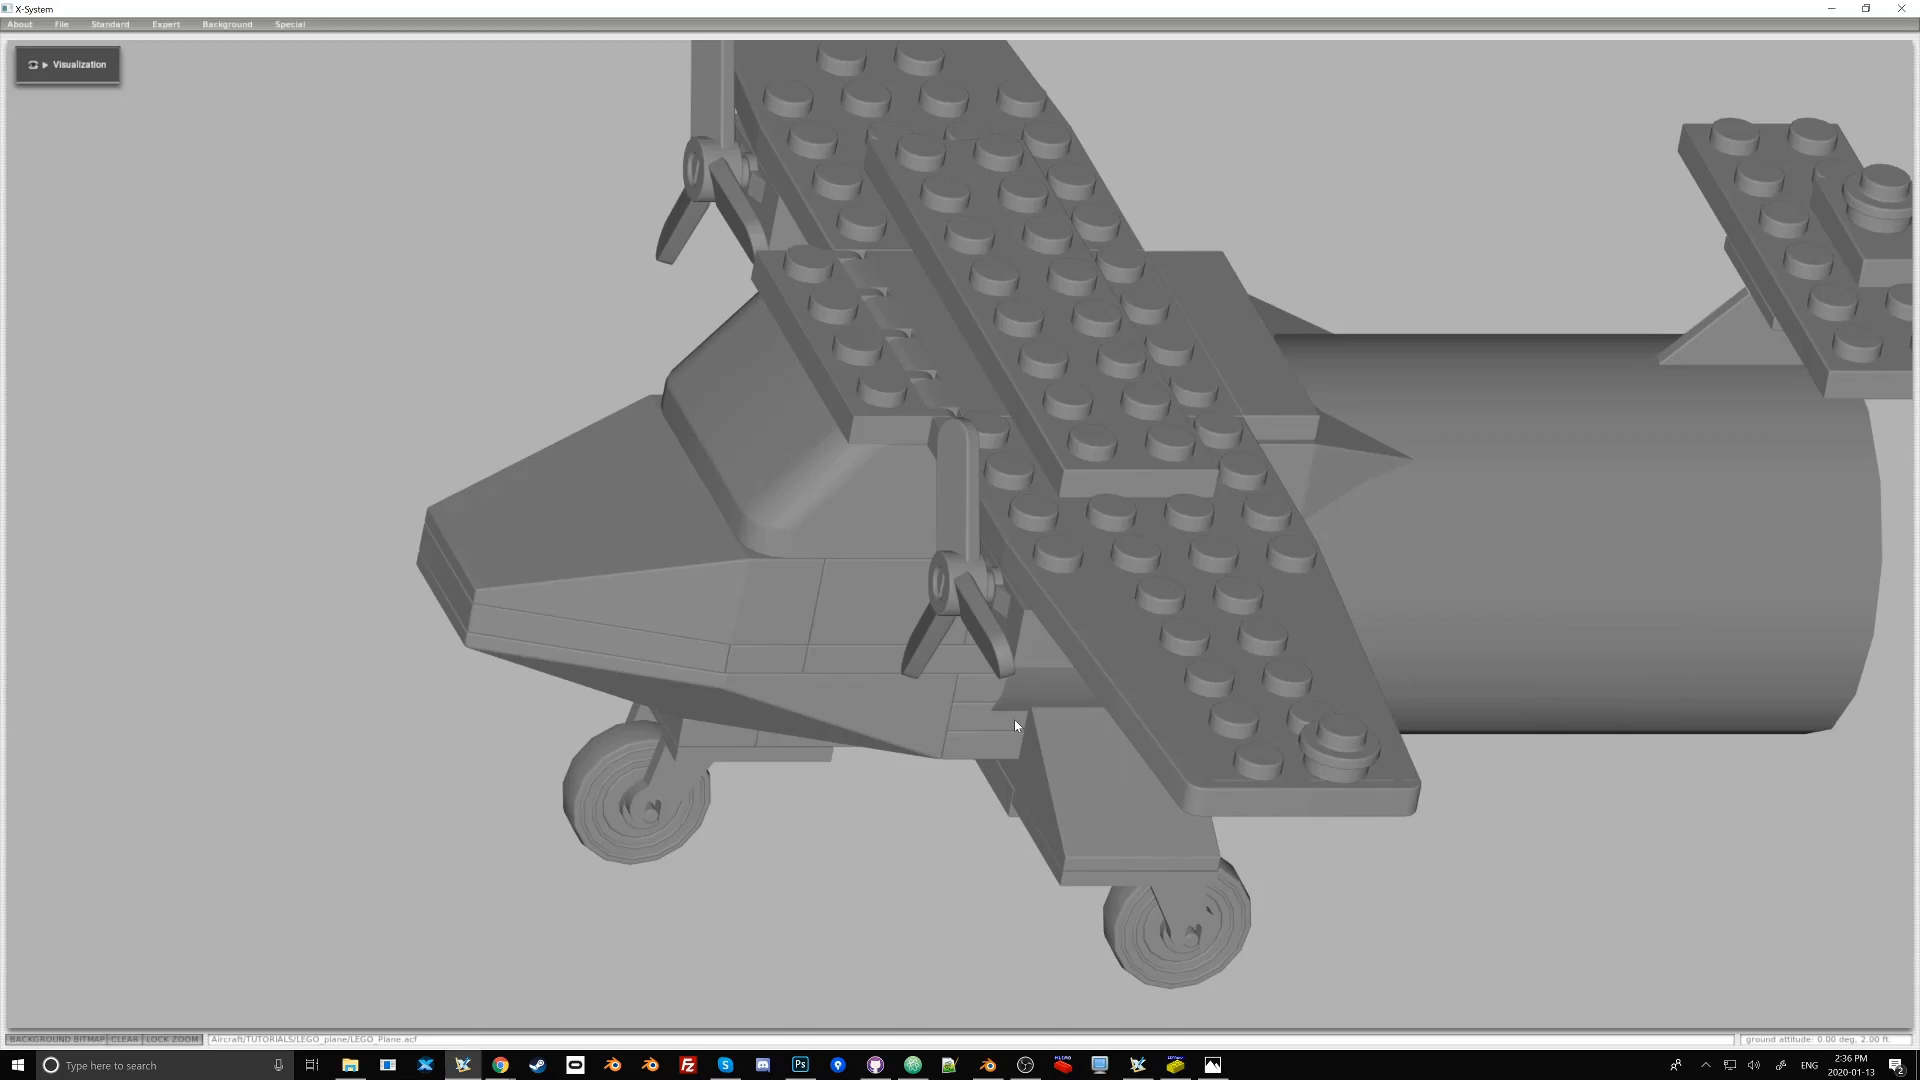 X-System
About File Standard Expert Background Special
Visualization
BACKGROUND BITMAP CLEAR LOCK ZOOM Aircraft/TUTORIALS/LEGO_plane/LEGO_Plane.acf ground attitude: 0.00 deg, 2.00 ft.
Type here to search ENG 2:36 PM
2020-01-13